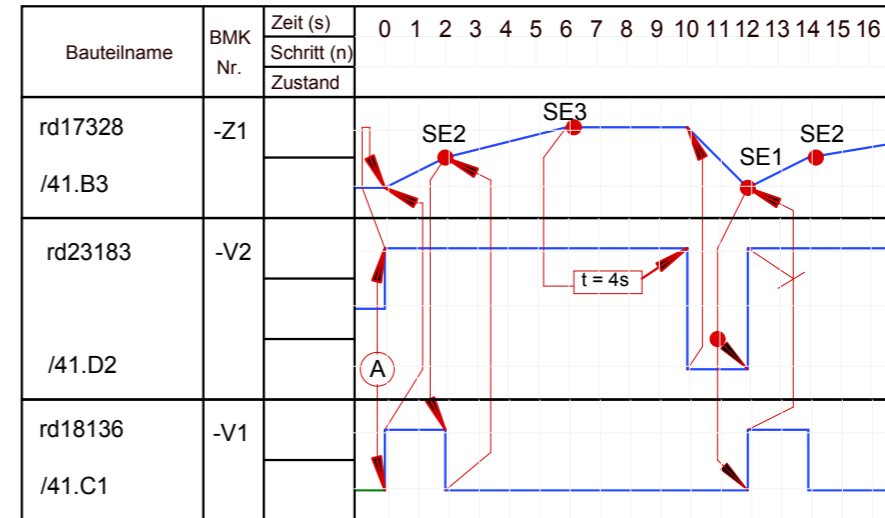 Bauteilname
BMK
Nr.
Zeit (s)
Schritt (n)
Zustand
0 1 2 3 4 5 6 7 8 9 10 11 12 13 14 15 16
rd17328
-Z1
/41.B3
SE2
SE3
SE1
SE2
rd23183
-V2
t = 4s
/41.D2
A
rd18136
-V1
/41.C1